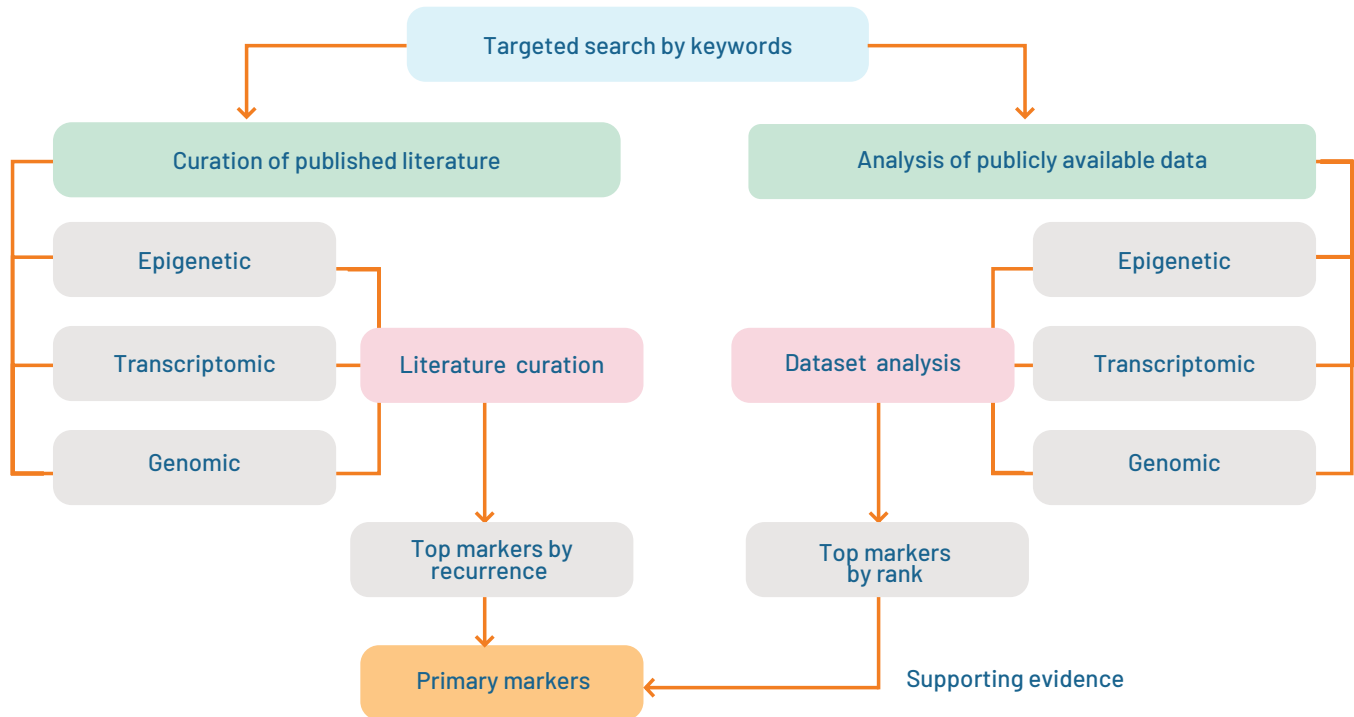 Targeted search by keywords
Curation of published literature
Analysis of publicly available data
Epigenetic
Epigenetic
Transcriptomic
Literature curation
Dataset analysis
Transcriptomic
Genomic
Genomic
Top markers by
recurrence
Top markers
by rank
Primary markers
Supporting evidence